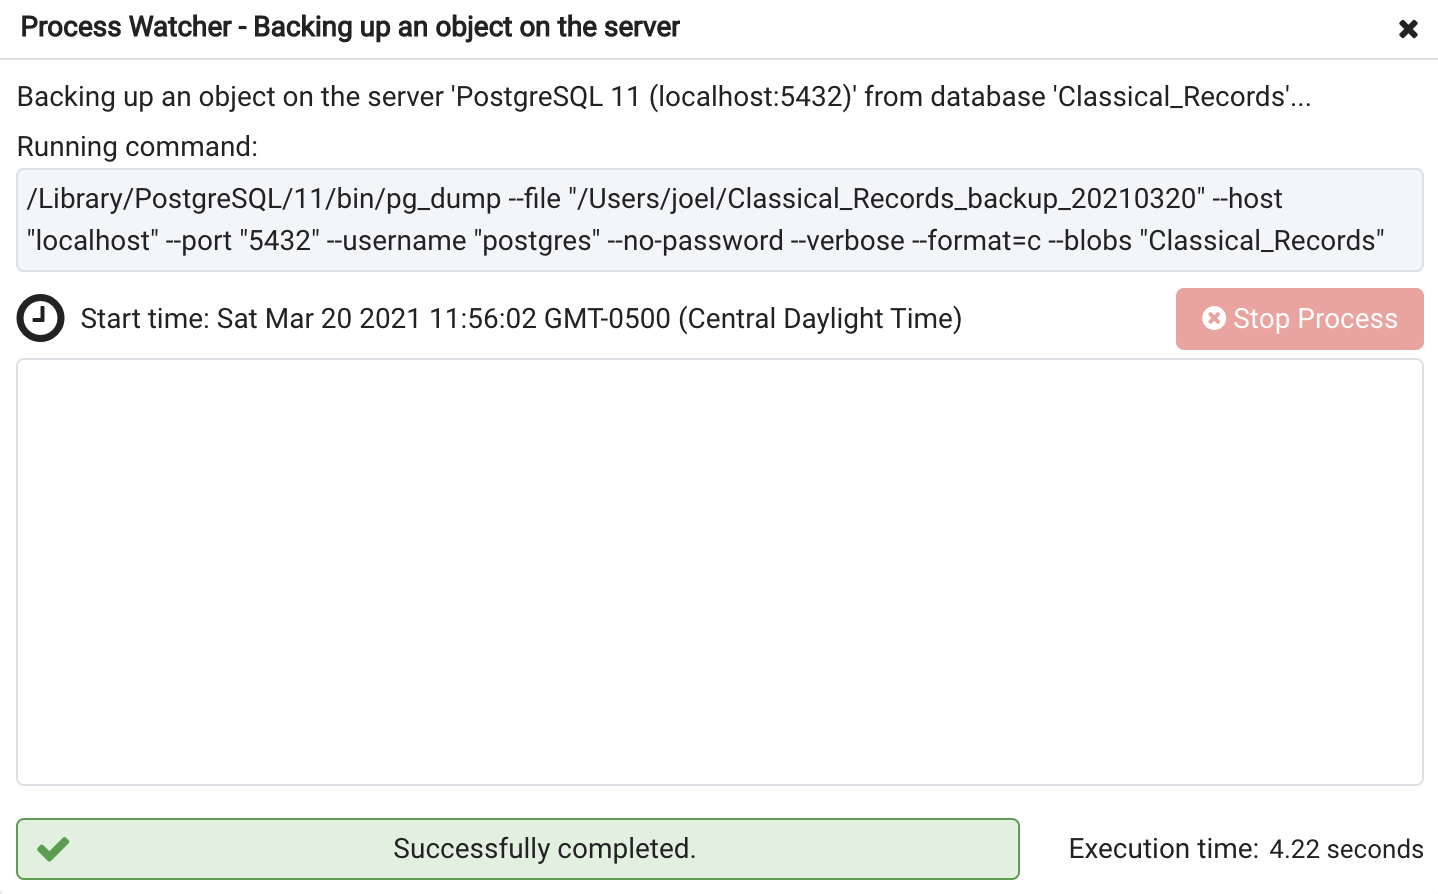 Process Watcher - Backing up an object on the server
Backing up an object on the server 'PostgreSQL 11 (localhost:5432)' from database 'Classical_Records'...
Running command:
/Library/PostgreSQL/11/bin/pg_dump --file "/Users/joel/Classical_Records_backup_20210320" --host
"localhost" --port "5432" --username "postgres" --no-password --verbose --format=c --blobs "Classical_Records"
Start time: Sat Mar 20 2021 11:56:02 GMT-0500 (Central Daylight Time)
Stop Process
Successfully completed.
Execution time: 4.22 seconds